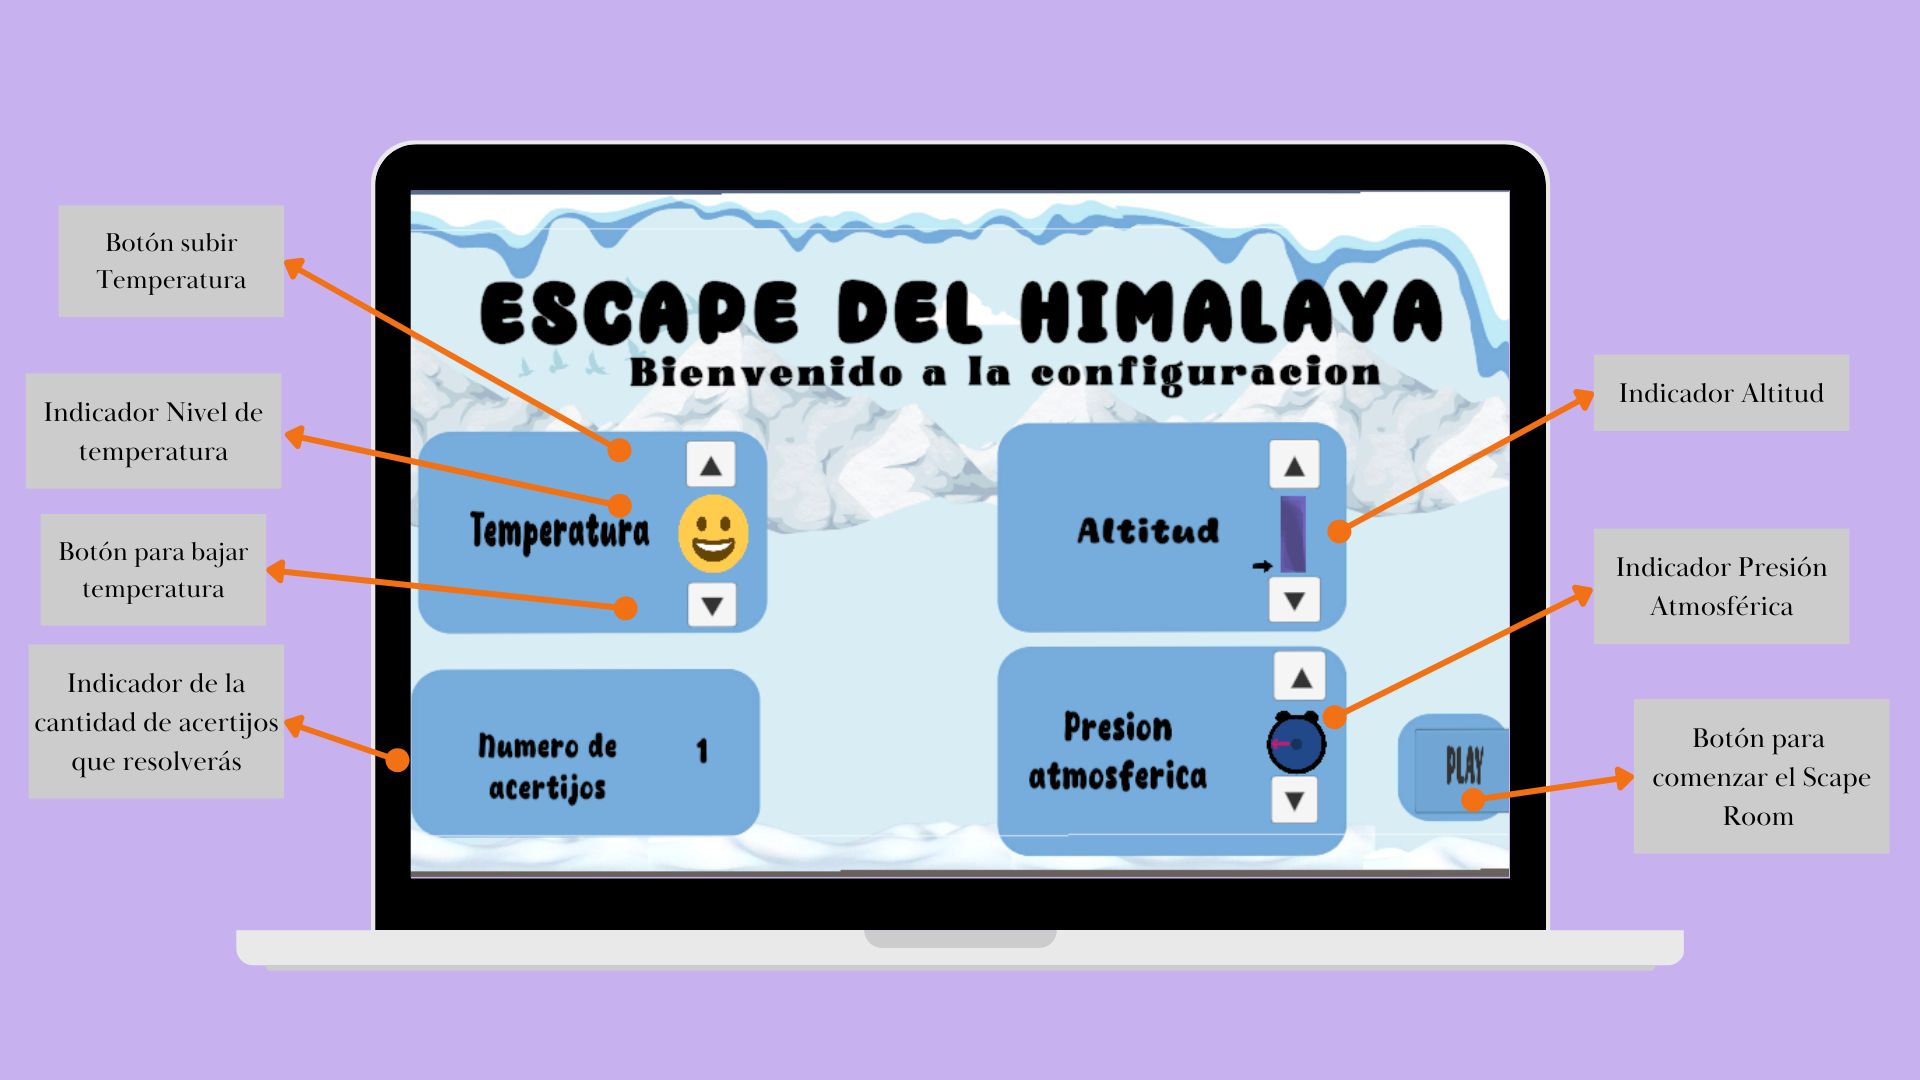 Botón subir
Temperatura
Indicador Nivel de
temperatura
Botón para bajar
temperatura
Indicador de la
cantidad de acertijos
que resolverás
ESCAPE DEL HIMALAYA
Bienvenido a la configuracion
Temperatura
Altitud
Numero de
acertijos
1
Presion
atmosferica
PLAY
Indicador Altitud
Indicador Presión
Atmosférica
Botón para
comenzar el Scape
Room